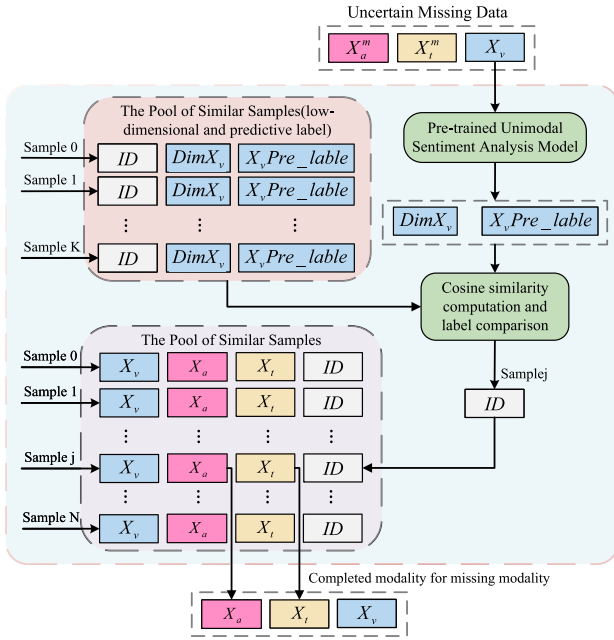 Uncertain Missing Data
X_a^m X_t^m X_v
The Pool of Similar Samples(low-
dimensional and predictive label)
Pre-trained Unimodal
Sentiment Analysis Model
Sample 0 ID DimX_v X_vPre_lable
Sample 1 ID DimX_v X_vPre_lable
⋮ ⋮ ⋮
DimX_v X_vPre_lable
Sample K ID DimX_v X_vPre_lable
Cosine similarity
computation and
label comparison
The Pool of Similar Samples
Sample 0 X_v X_a X_t ID
Samplej
Sample 1 X_v X_a X_t ID
ID
⋮ ⋮ ⋮ ⋮
Sample j X_v X_a X_t ID
⋮ ⋮ ⋮ ⋮
Sample N X_v X_a X_t ID
Completed modality for missing modality
X_a X_t X_v